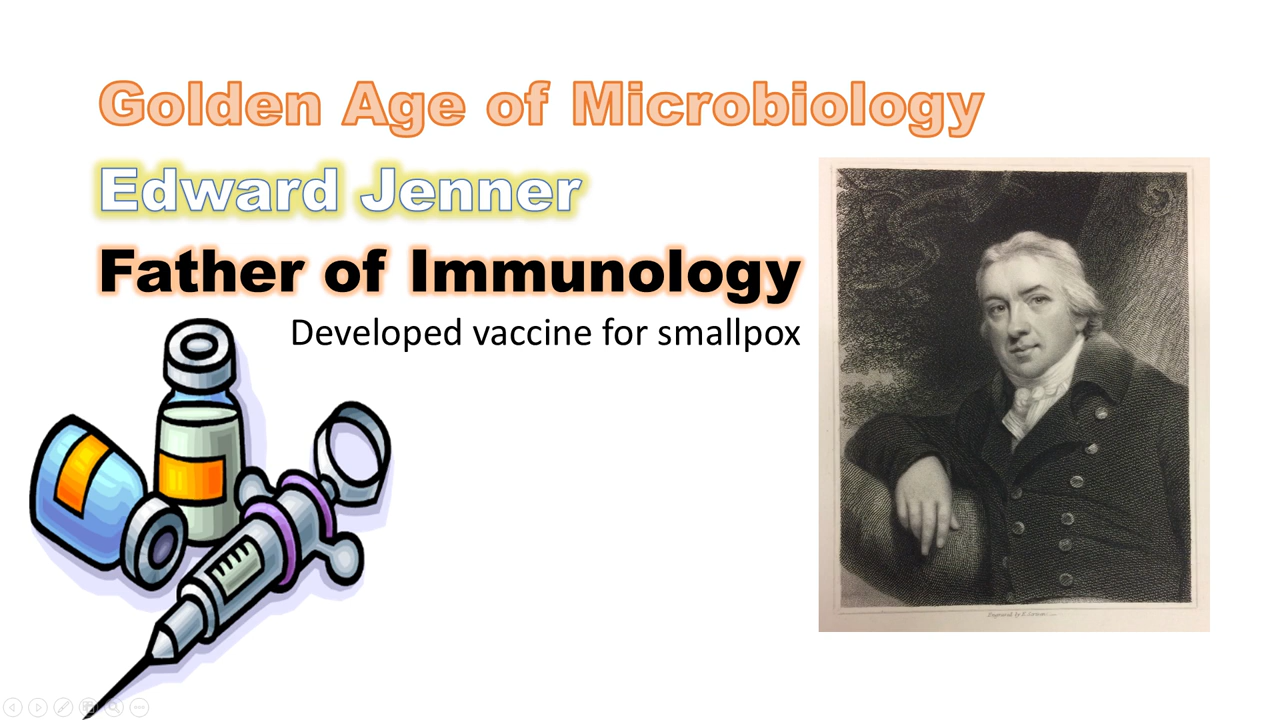 Golden Age of Microbiology
Edward Jenner
Father of Immunology
Developed vaccine for smallpox